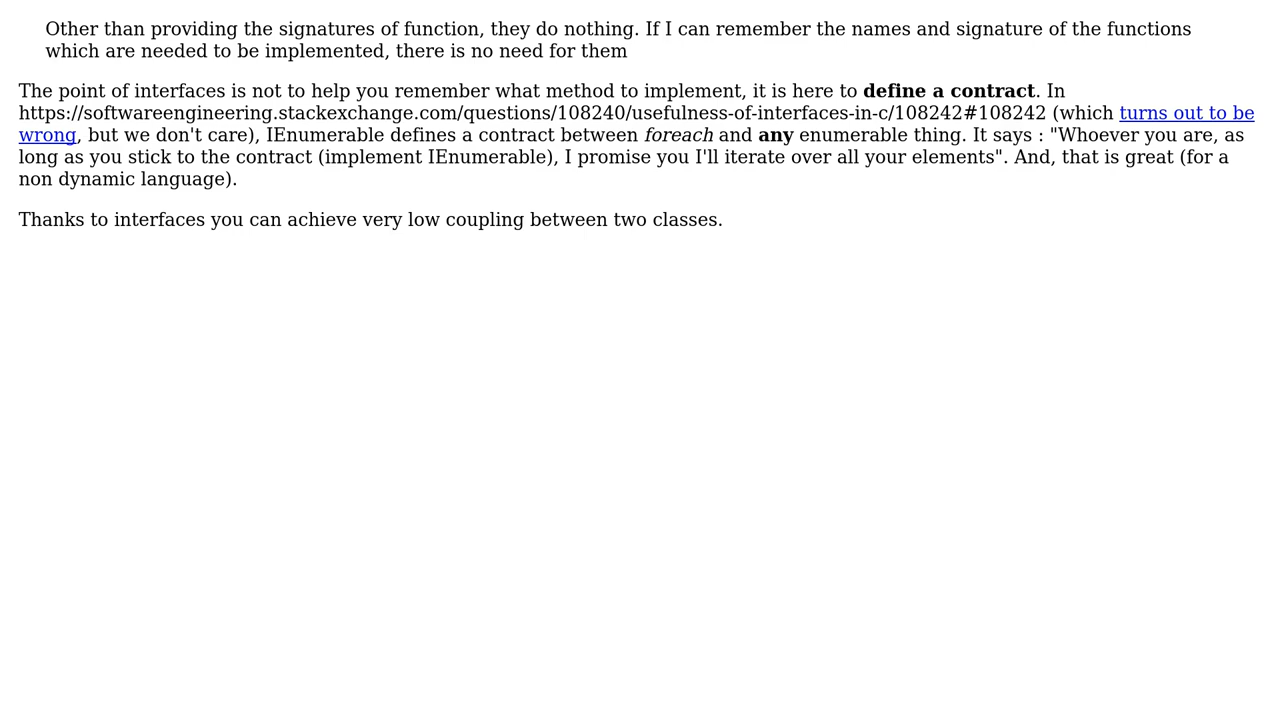 Other than providing the signatures of function, they do nothing. If I can remember the names and signature of the functions
which are needed to be implemented, there is no need for them
The point of interfaces is not to help you remember what method to implement, it is here to define a contract. In
https://softwareengineering.stackexchange.com/questions/108240/usefulness-of-interfaces-in-c/108242#108242 (which turns out to be
wrong, but we don't care), IEnumerable defines a contract between foreach and any enumerable thing. It says : "Whoever you are, as
long as you stick to the contract (implement IEnumerable), I promise you I'll iterate over all your elements". And, that is great (for a
non dynamic language).
Thanks to interfaces you can achieve very low coupling between two classes.